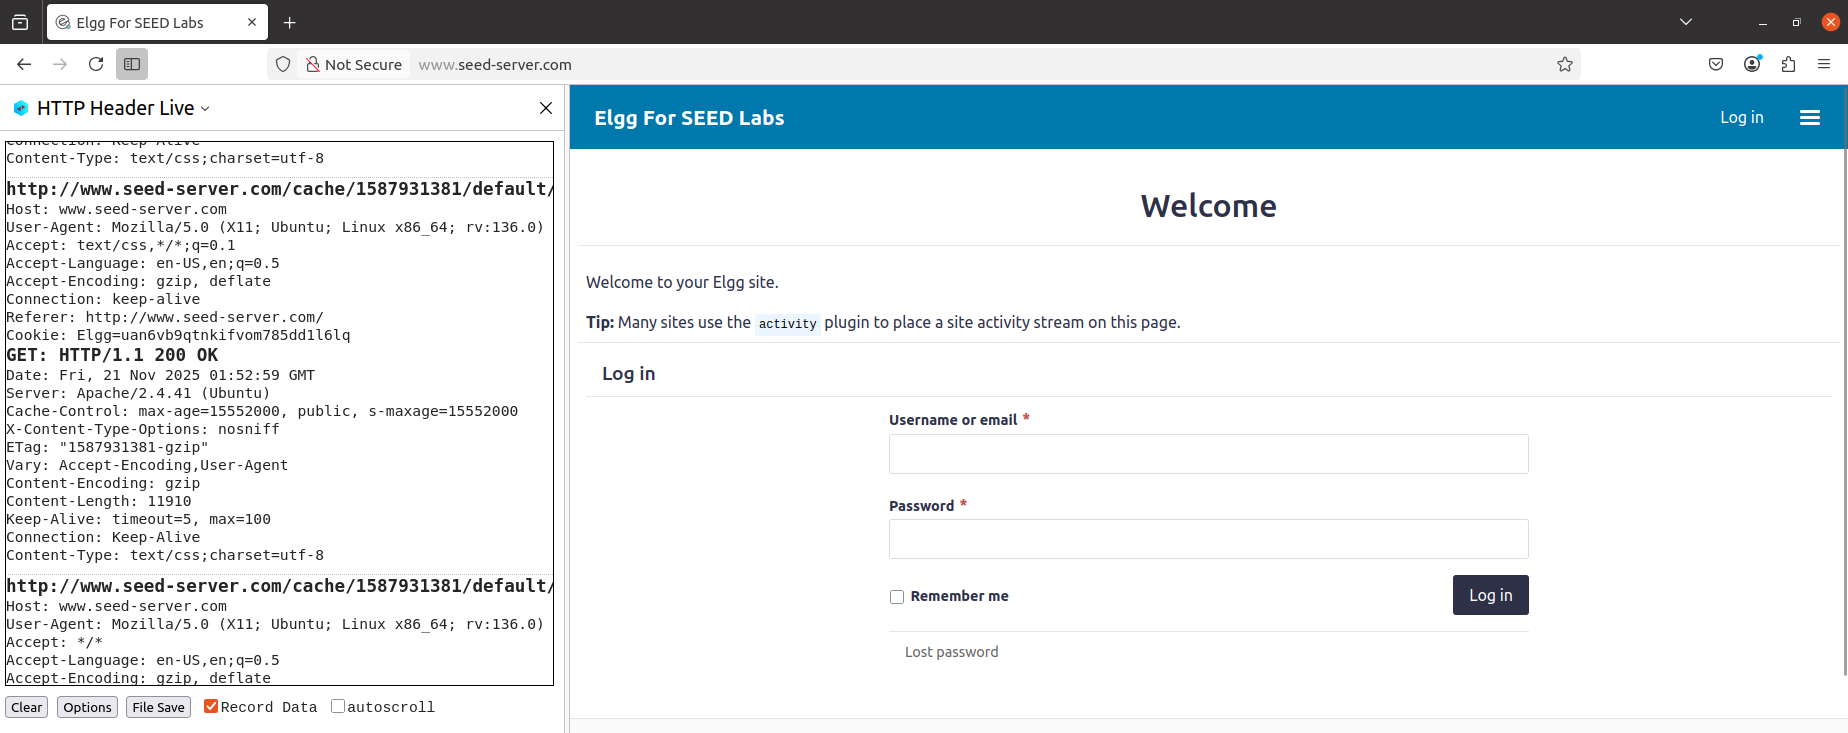 Elgg For SEED Labs
Not Secure
www.seed-server.com
HTTP Header Live
Connection: Keep-Alive
Content-Type: text/css;charset=utf-8
http://www.seed-server.com/cache/1587931381/default/
Host: www.seed-server.com
User-Agent: Mozilla/5.0 (X11; Ubuntu; Linux x86_64; rv:136.0)
Accept: text/css,*/*;q=0.1
Accept-Language: en-US,en;q=0.5
Accept-Encoding: gzip, deflate
Connection: keep-alive
Referer: http://www.seed-server.com/
Cookie: Elgg=uan6vb9qtnkifvom785dd1l6lq
GET: HTTP/1.1 200 OK
Date: Fri, 21 Nov 2025 01:52:59 GMT
Server: Apache/2.4.41 (Ubuntu)
Cache-Control: max-age=15552000, public, s-maxage=15552000
X-Content-Type-Options: nosniff
ETag: "1587931381-gzip"
Vary: Accept-Encoding,User-Agent
Content-Encoding: gzip
Content-Length: 11910
Keep-Alive: timeout=5, max=100
Connection: Keep-Alive
Content-Type: text/css;charset=utf-8
http://www.seed-server.com/cache/1587931381/default/
Host: www.seed-server.com
User-Agent: Mozilla/5.0 (X11; Ubuntu; Linux x86_64; rv:136.0)
Accept: */*
Accept-Language: en-US,en;q=0.5
Accept-Encoding: gzip, deflate
Clear
Options
File Save
Record Data
autoscroll
Elgg For SEED Labs
Log in
Welcome
Welcome to your Elgg site.
Tip: Many sites use the activity plugin to place a site activity stream on this page.
Log in
Username or email *
Password *
Remember me
Log in
Lost password